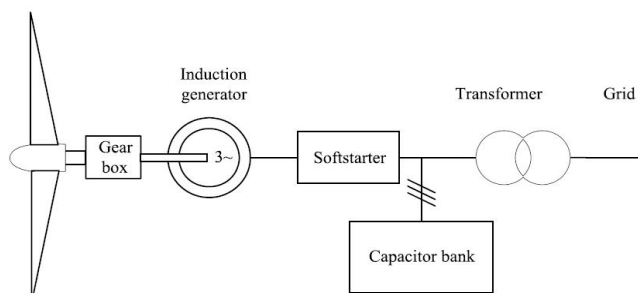 Induction
generator
Transformer
Grid
Gear
box
3~
Softstarter
Capacitor bank